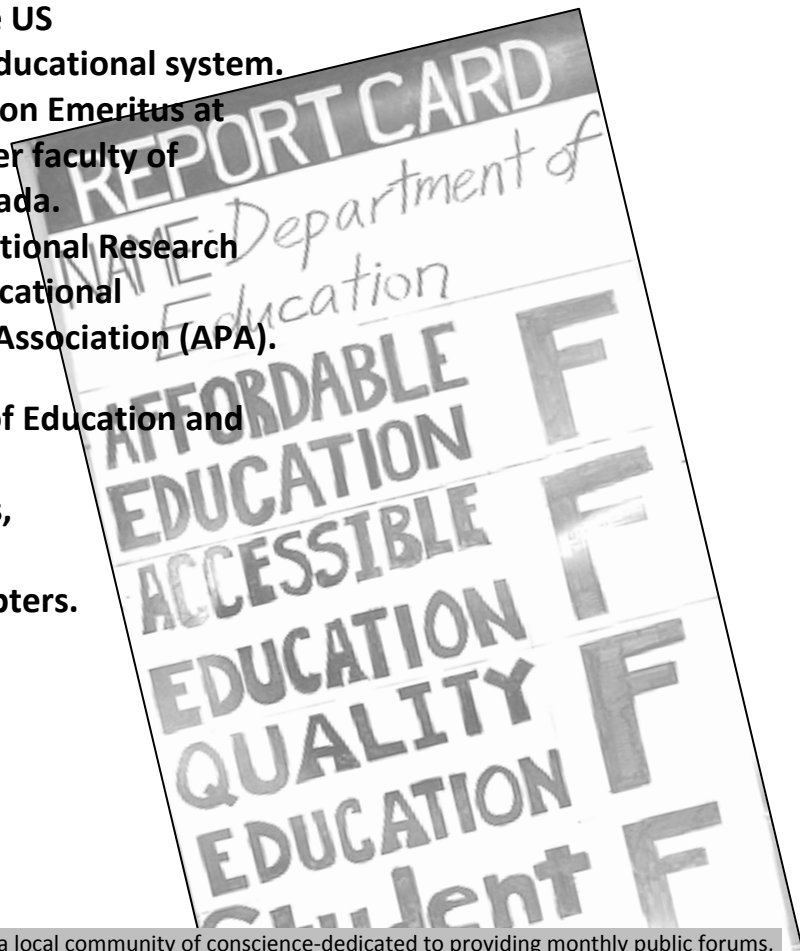 e US
ducational system.
on Emeritus at
er faculty of
ada.
tional Research
cational
Association (APA).
of Education and
s,
pters.
REPORT CARD
NAME: Department of
Education
AFFORDABLE
EDUCATION F
ACCESSIBLE
EDUCATION F
QUALITY
EDUCATION F
Student F
a local community of conscience-dedicated to providing monthly public forums.